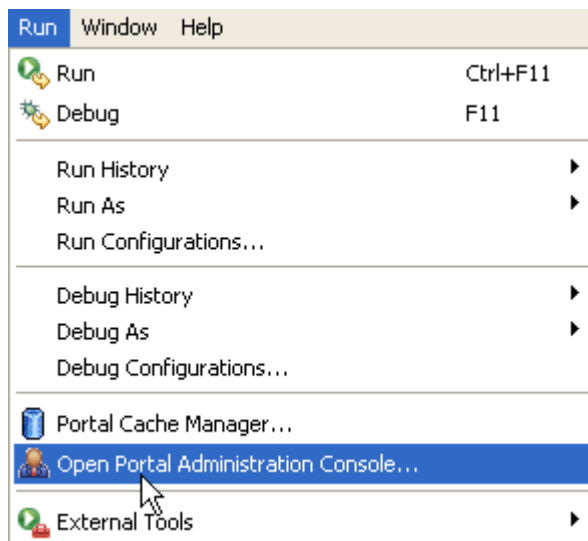 Run Window Help
Run Ctrl+F11
Debug F11
Run History
Run As
Run Configurations...
Debug History
Debug As
Debug Configurations...
Portal Cache Manager...
Open Portal Administration Console...
External Tools